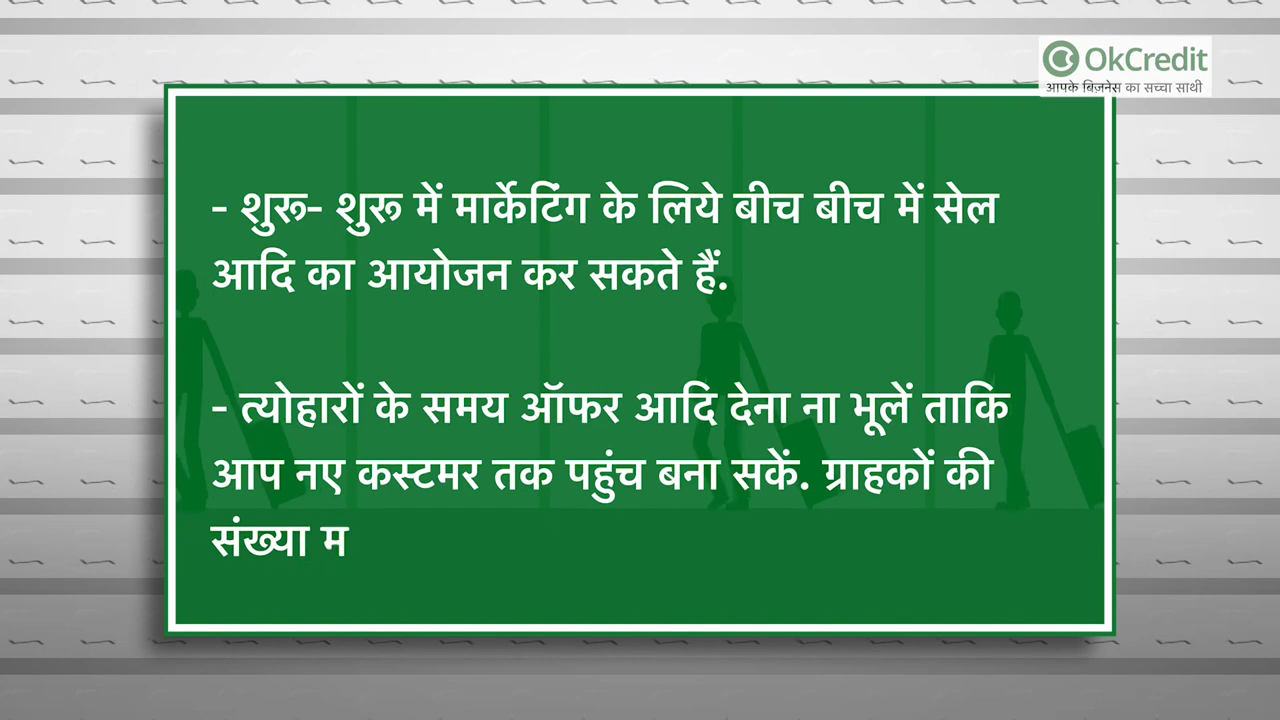 OkCredit
आपके बिज़नेस का सच्चा साथी
- शुरू- शुरू में मार्केटिंग के लिये बीच बीच में सेल
आदि का आयोजन कर सकते हैं.
- त्योहारों के समय ऑफर आदि देना ना भूलें ताकि
आप नए कस्टमर तक पहुंच बना सकें. ग्राहकों की
संख्या म